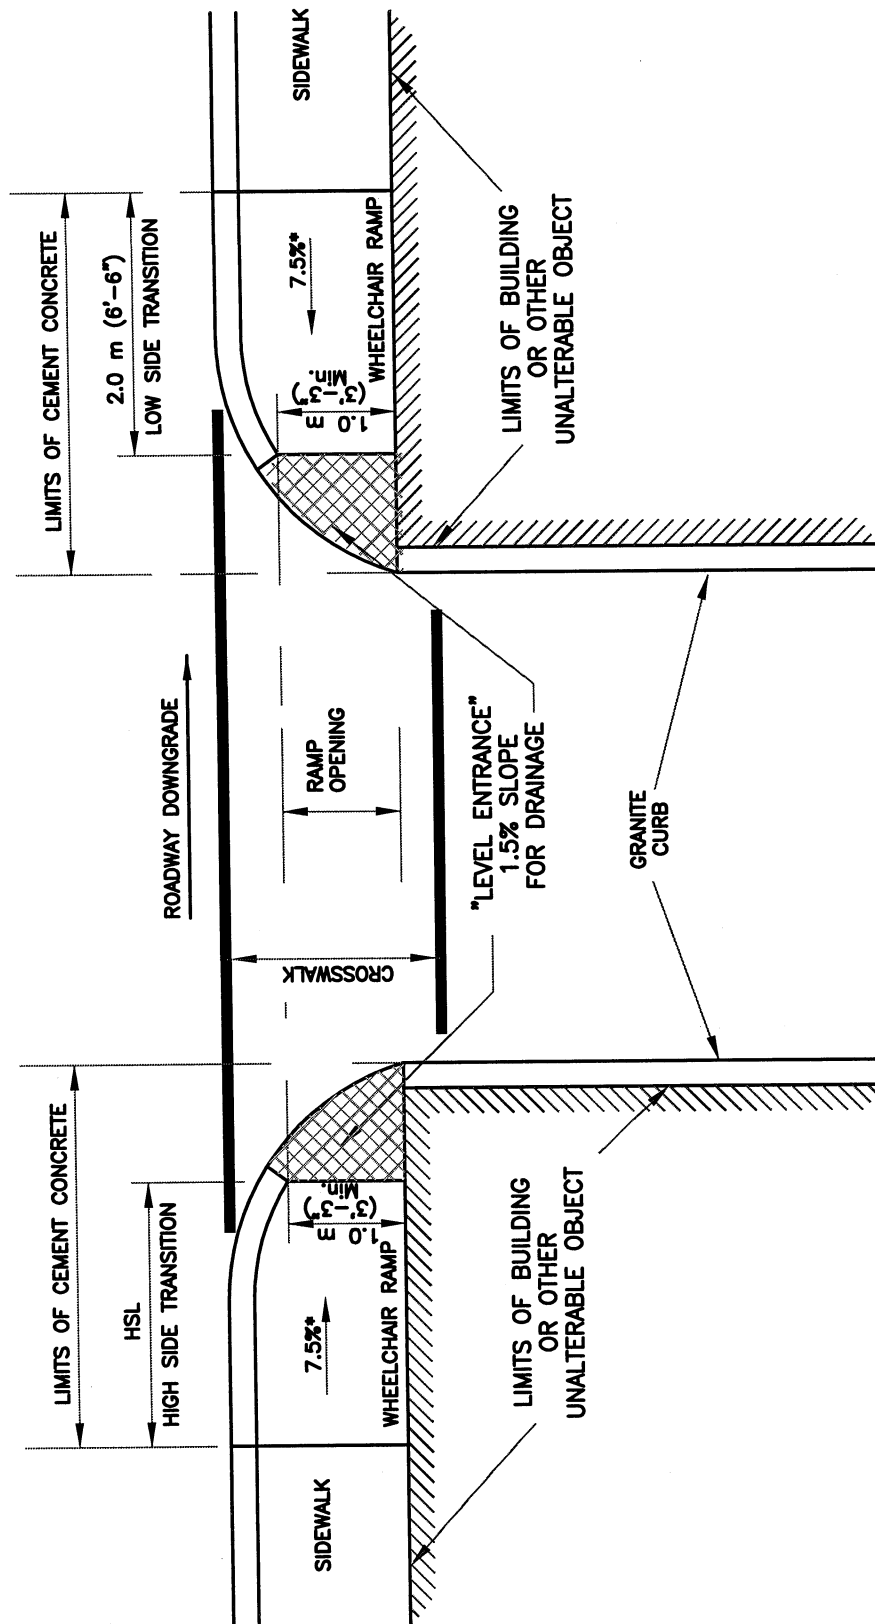 LIMITS OF CEMENT CONCRETE
HSL
HIGH SIDE TRANSITION
LIMITS OF CEMENT CONCRETE
2.0 m (6'-6")
LOW SIDE TRANSITION
ROADWAY DOWNGRADE
SIDEWALK
7.5%*
WHEELCHAIR RAMP
1.0 m
(3'-3")
Min.
CROSSWALK
RAMP
OPENING
1.0 m
(3'-3")
Min.
7.5%*
WHEELCHAIR RAMP
SIDEWALK
"LEVEL ENTRANCE"
1.5% SLOPE
FOR DRAINAGE
LIMITS OF BUILDING
OR OTHER
UNALTERABLE OBJECT
GRANITE
CURB
LIMITS OF BUILDING
OR OTHER
UNALTERABLE OBJECT